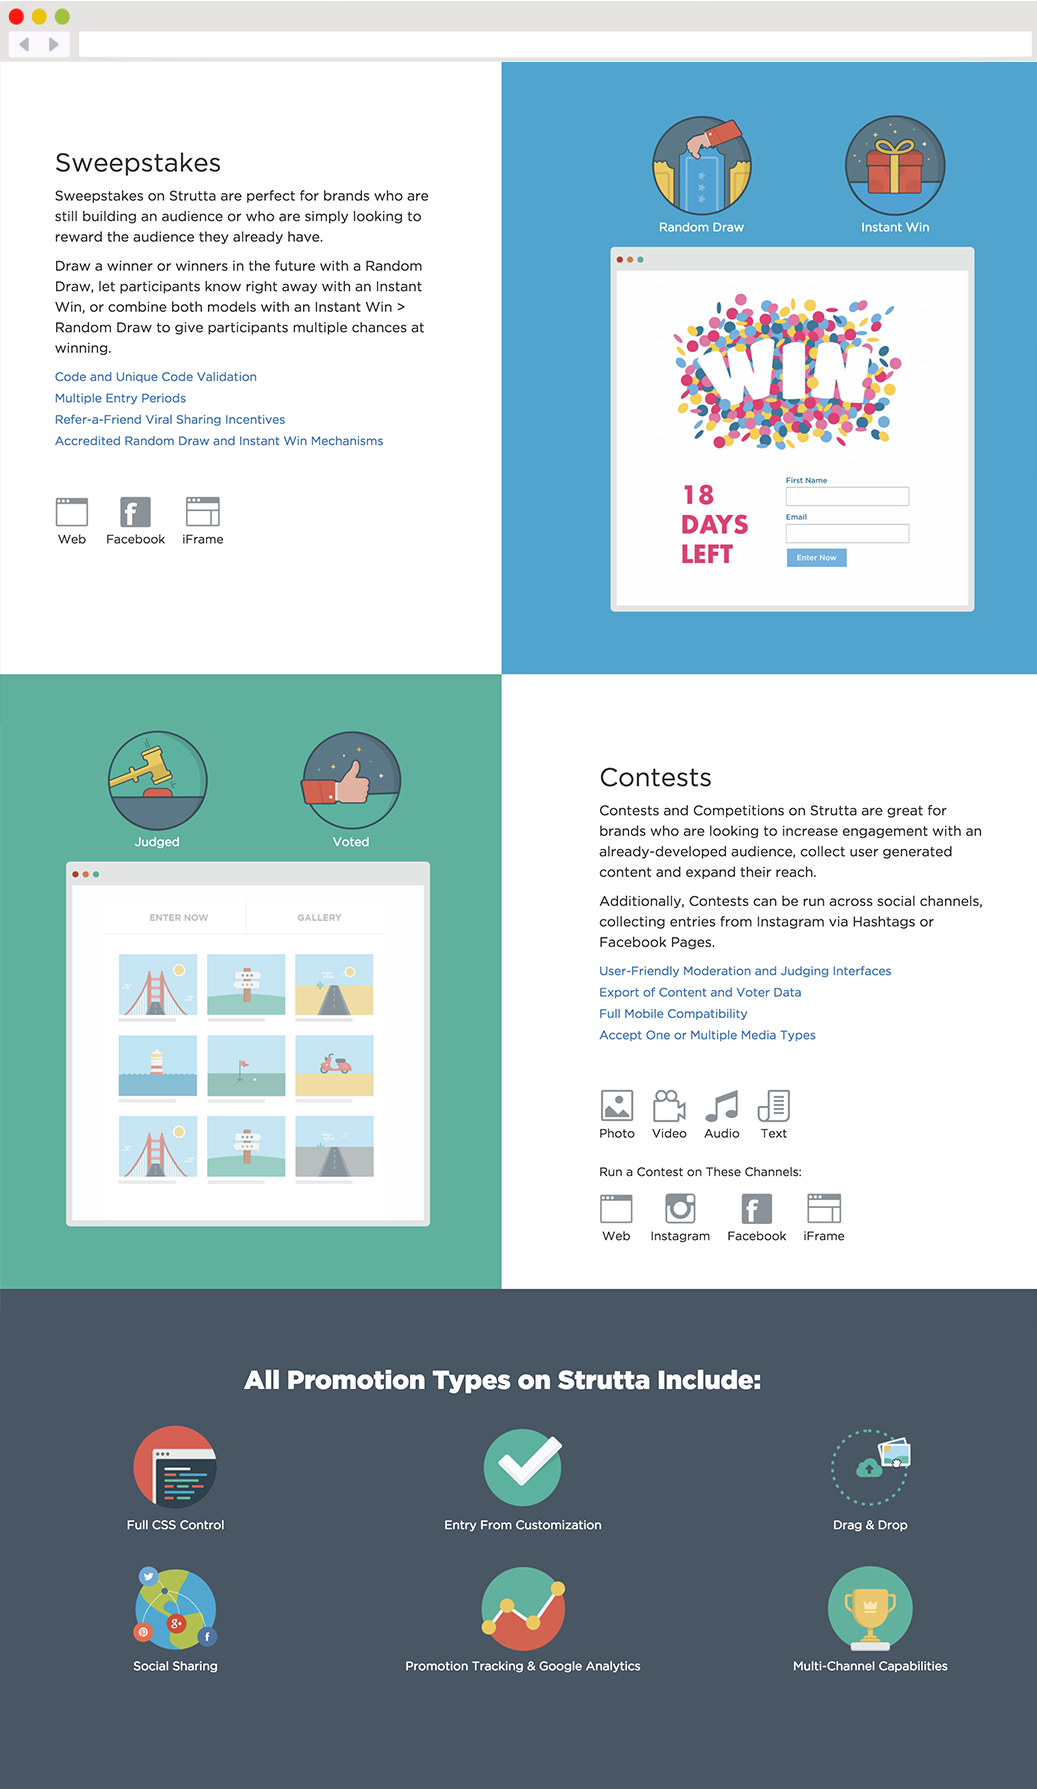 Sweepstakes
Sweepstakes on Strutta are perfect for brands who are
still building an audience or who are simply looking to
reward the audience they already have.
Draw a winner or winners in the future with a Random
Draw, let participants know right away with an Instant
Win, or combine both models with an Instant Win >
Random Draw to give participants multiple chances at
winning.
Code and Unique Code Validation
Multiple Entry Periods
Refer-a-Friend Viral Sharing Incentives
Accredited Random Draw and Instant Win Mechanisms
Web Facebook iFrame
Random Draw Instant Win
WIN
18
DAYS
LEFT
First Name
Email
Enter Now
Judged Voted
ENTER NOW GALLERY
Contests
Contests and Competitions on Strutta are great for
brands who are looking to increase engagement with an
already-developed audience, collect user generated
content and expand their reach.
Additionally, Contests can be run across social channels,
collecting entries from Instagram via Hashtags or
Facebook Pages.
User-Friendly Moderation and Judging Interfaces
Export of Content and Voter Data
Full Mobile Compatibility
Accept One or Multiple Media Types
Photo Video Audio Text
Run a Contest on These Channels:
Web Instagram Facebook iFrame
All Promotion Types on Strutta Include:
Full CSS Control Entry From Customization Drag & Drop
Social Sharing Promotion Tracking & Google Analytics Multi-Channel Capabilities